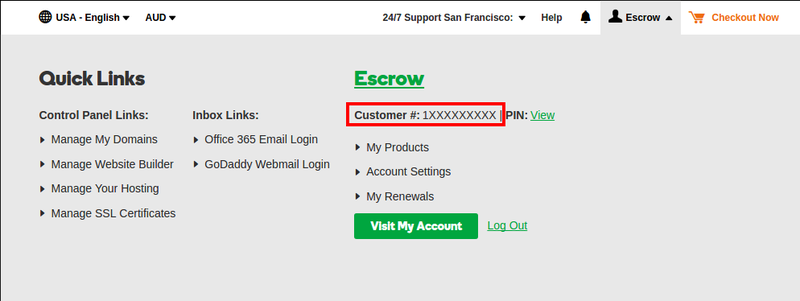 USA - English AUD 24/7 Support San Francisco: Help Escrow Checkout Now
Quick Links
Control Panel Links:
Manage My Domains
Manage Website Builder
Manage Your Hosting
Manage SSL Certificates
Inbox Links:
Office 365 Email Login
GoDaddy Webmail Login
Escrow
Customer #: 1XXXXXXXXX | PIN: View
My Products
Account Settings
My Renewals
Visit My Account Log Out